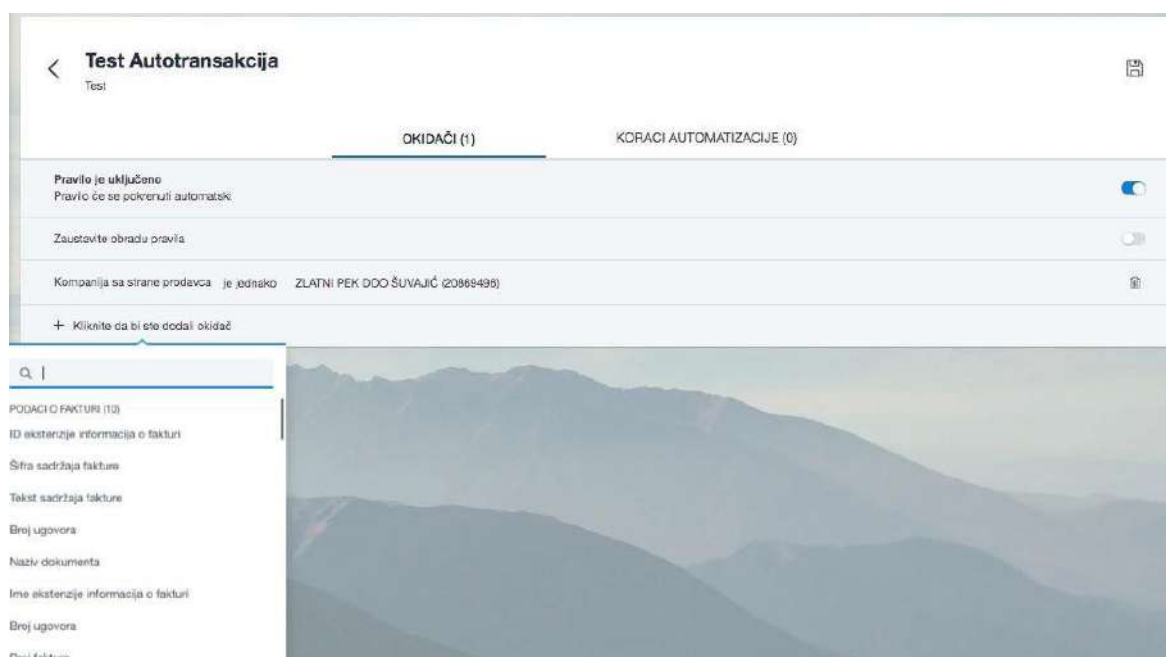 Test Autotransakcija
Test
OKIDAČI (1)
KORACI AUTOMATIZACIJE (0)
Pravilo je uključeno
Pravilo će se pokrenuti automatski
Zaustavite obradu pravila
Kompanija sa strane prodavca je jednako ZLATNI PEK DOO ŠUVAJIĆ (20869496)
+ Kliknite da bi ste dodali okidač
PODACI O FAKTURI (10)
ID ekstenzije informacija o fakturi
Šifra sadržaja fakture
Tekst sadržaja fakture
Broj ugovora
Naziv dokumenta
Ime ekstenzije informacija o fakturi
Broj ugovora
Broj fakture